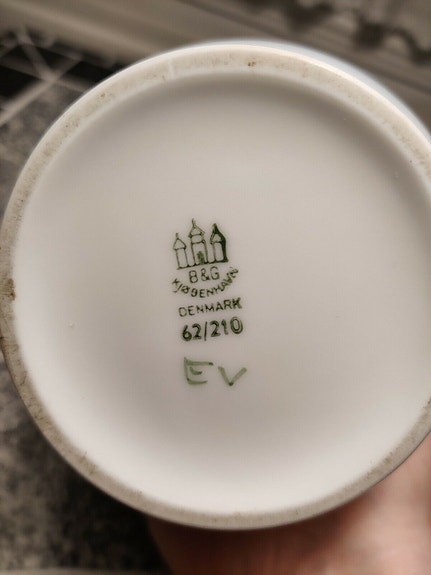 B&G
KJØBENHAVN
DENMARK
62/210
EV